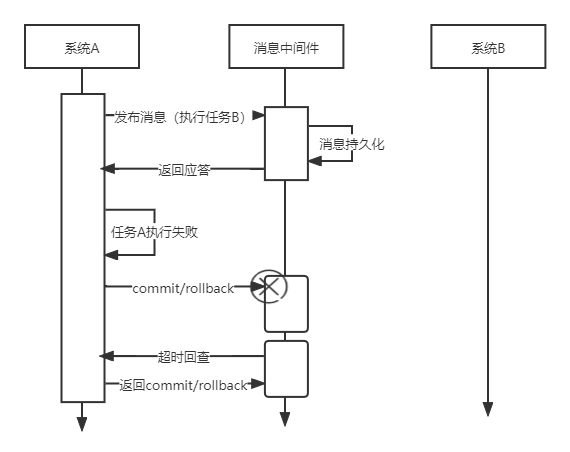 系统A
消息中间件
系统B
发布消息（执行任务B）
消息持久化
返回应答
任务A执行失败
commit/rollback
超时回查
返回commit/rollback